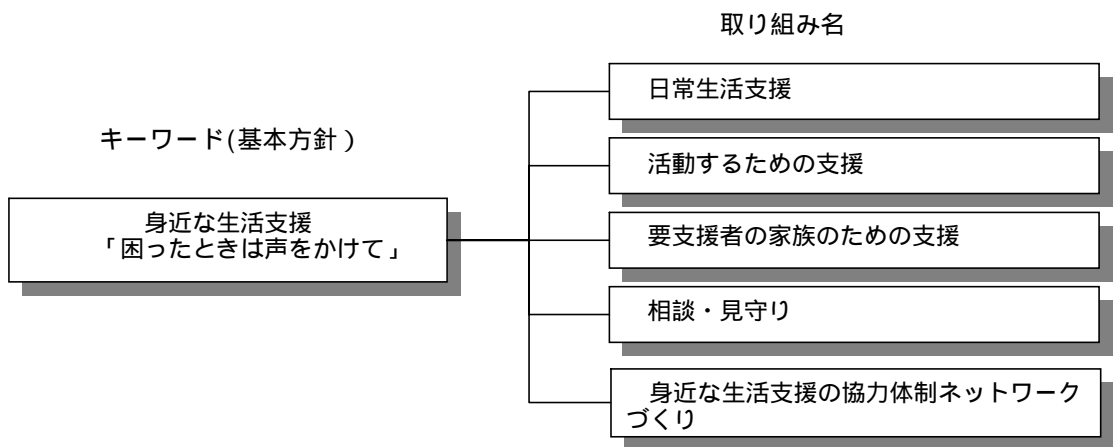 取り組み名
キーワード(基本方針)
身近な生活支援
「困ったときは声をかけて」
日常生活支援
活動するための支援
要支援者の家族のための支援
相談・見守り
身近な生活支援の協力体制ネットワーク
づくり